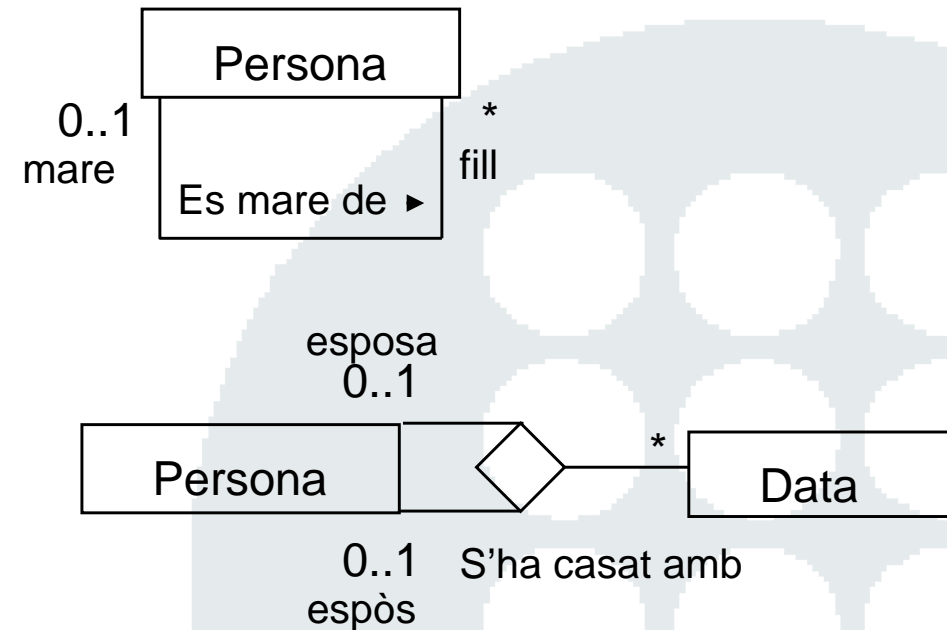 Persona
0..1
*
mare
fill
Es mare de ►
esposa
0..1
*
Persona
Data
0..1
S'ha casat amb
espòs